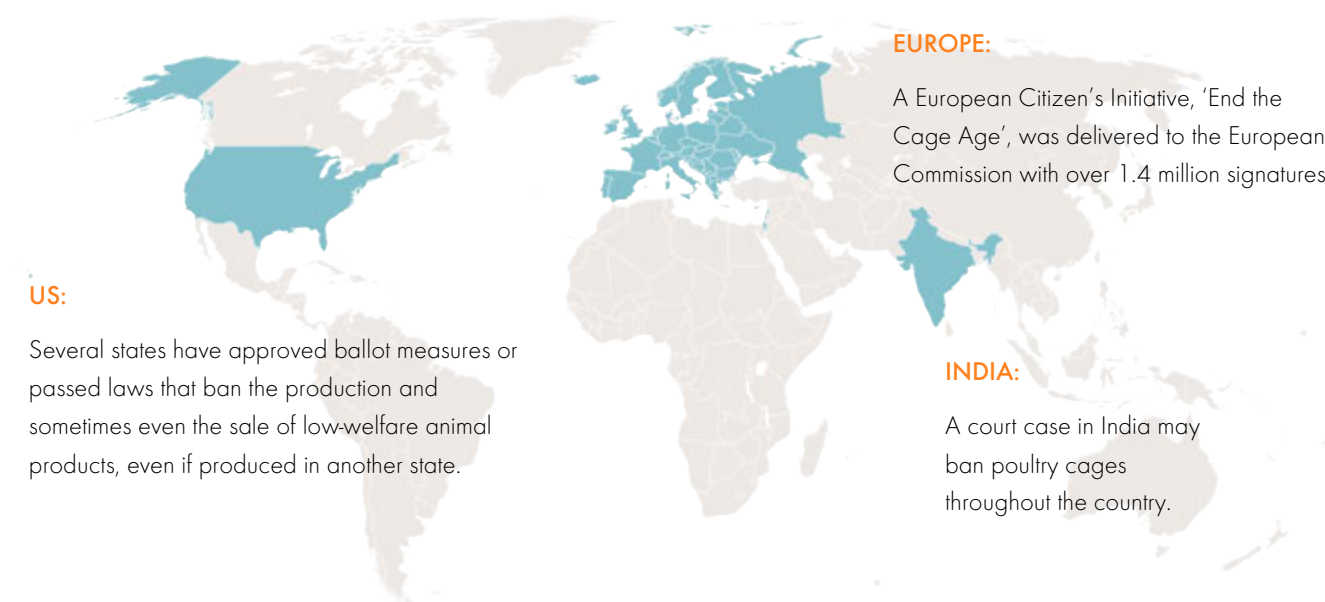 EUROPE:
A European Citizen’s Initiative, ‘End the
Cage Age’, was delivered to the European
Commission with over 1.4 million signatures
US:
Several states have approved ballot measures or
passed laws that ban the production and
sometimes even the sale of low-welfare animal
products, even if produced in another state.
INDIA:
A court case in India may
ban poultry cages
throughout the country.